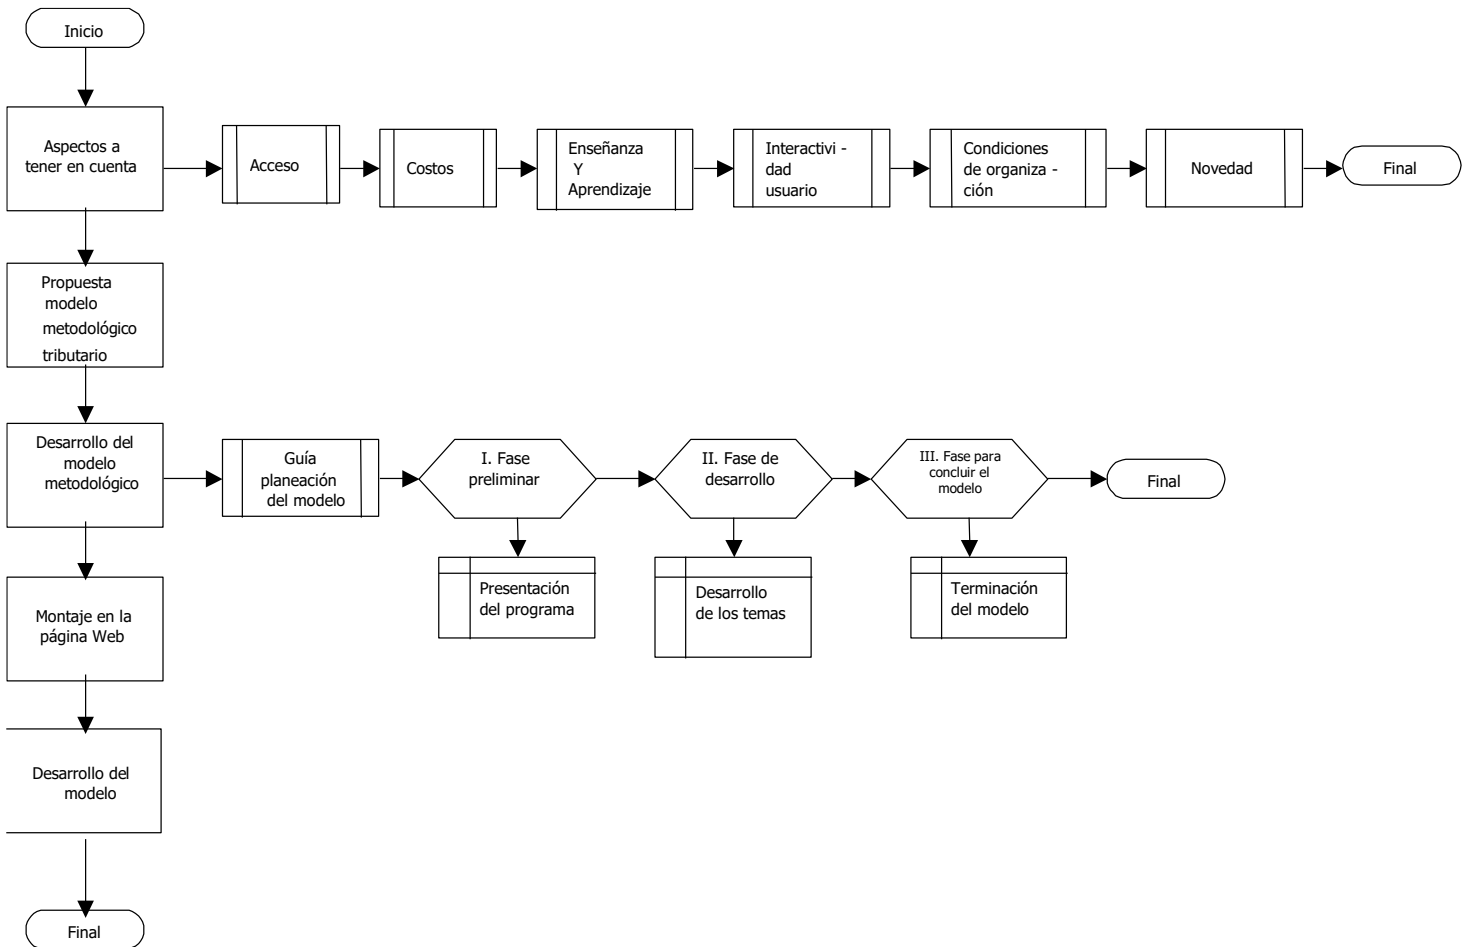 Inicio
Aspectos a
tener en cuenta
Acceso
Costos
Enseñanza
Y
Aprendizaje
Interactivi -
dad
usuario
Condiciones
de organiza -
ción
Novedad
Final
Propuesta
modelo
metodológico
tributario
Desarrollo del
modelo
metodológico
Guía
planeación
del modelo
I. Fase
preliminar
II. Fase de
desarrollo
III. Fase para
concluir el
modelo
Final
Presentación
del programa
Desarrollo
de los temas
Terminación
del modelo
Montaje en la
página Web
Desarrollo del
modelo
Final